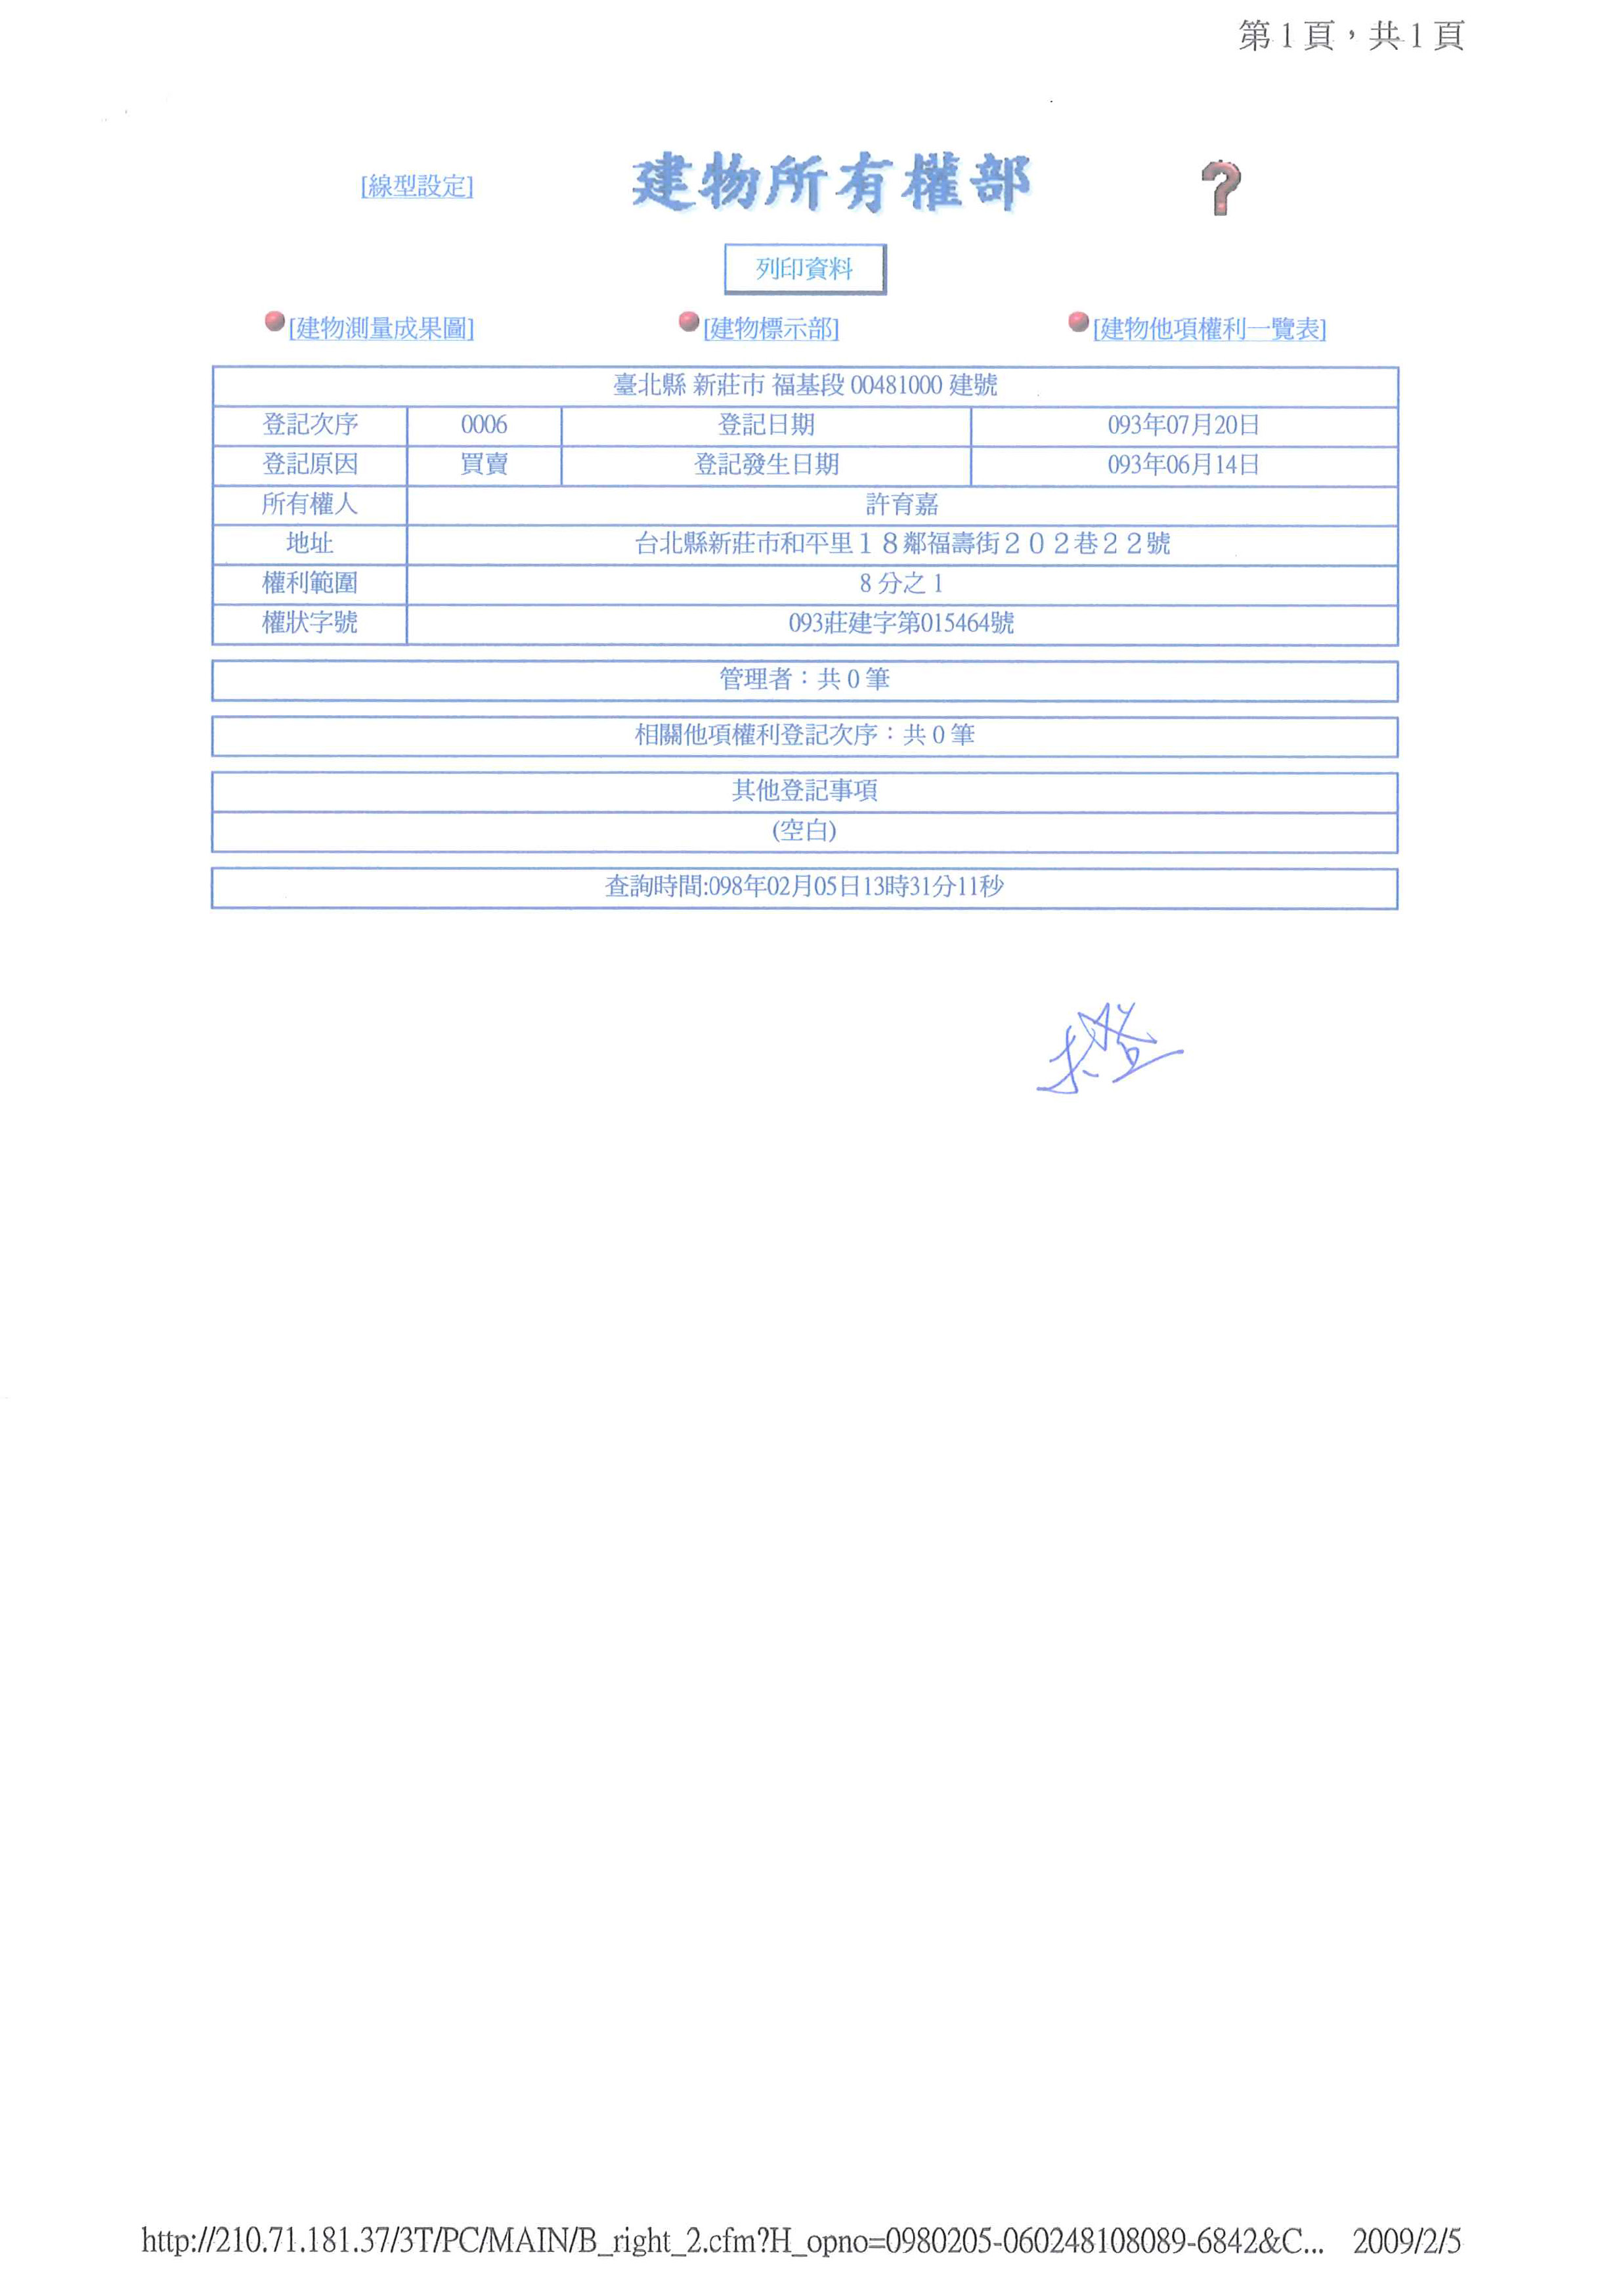 第1頁，共1頁
[線型設定] 建物所有權部
列印資料
[建物測量成果圖] [建物標示部] [建物他項權利一覽表]
臺北縣 新莊市 福基段 00481000 建號
登記次序 0006 登記日期 093年07月20日
登記原因 買賣 登記發生日期 093年06月14日
所有權人 許育嘉
地址 台北縣新莊市和平里１８鄰福壽街２０２巷２２號
權利範圍 8 分之 1
權狀字號 093莊建字第015464號
管理者：共 0 筆
相關他項權利登記次序：共 0 筆
其他登記事項
(空白)
查詢時間:098年02月05日13時31分11秒
http://210.71.181.37/3T/PC/MAIN/B_right_2.cfm?H_opno=0980205-060248108089-6842&C... 2009/2/5